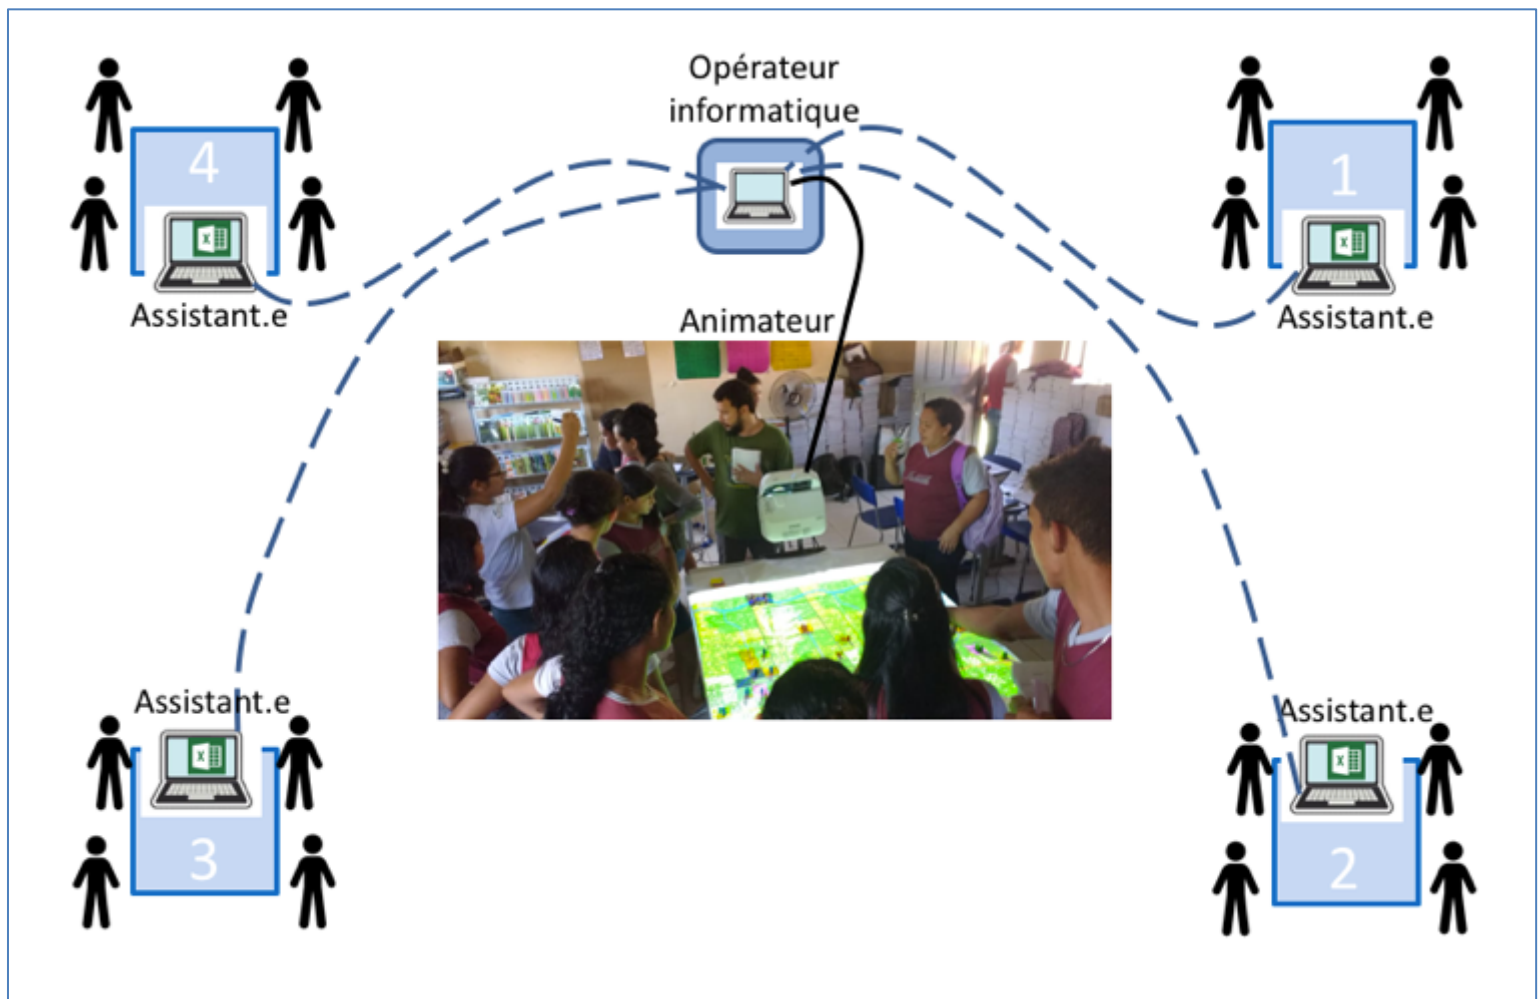 Opérateur
informatique
4
1
Assistant.e
Assistant.e
Animateur
Assistant.e
Assistant.e
3
2